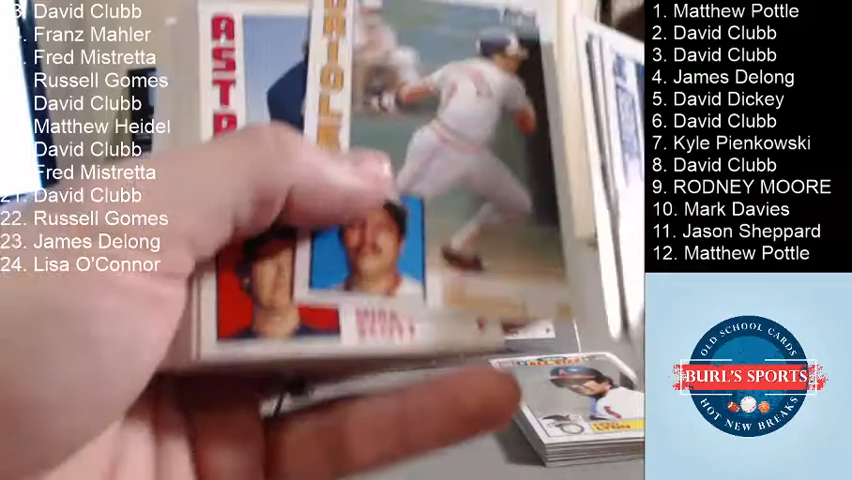 David Clubb
Franz Mahler
Fred Mistretta
Russell Gomes
David Clubb
Matthew Heidel
David Clubb
Fred Mistretta
21. David Clubb
22. Russell Gomes
23. James Delong
24. Lisa O'Connor
1. Matthew Pottle
2. David Clubb
3. David Clubb
4. James Delong
5. David Dickey
6. David Clubb
7. Kyle Pienkowski
8. David Clubb
9. RODNEY MOORE
10. Mark Davies
11. Jason Sheppard
12. Matthew Pottle
OLD SCHOOL CARDS
BURL'S SPORTS
HOT NEW BREAKS
LYNN